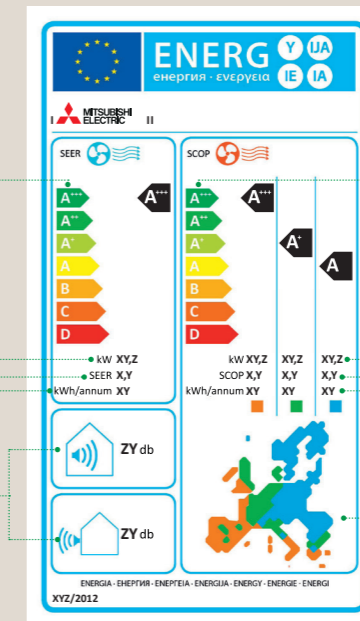 ENERG Y IJA
енергия · ενεργεια IE IA
I MITSUBISHI ELECTRIC II
SEER
SCOP
A+++ A+++
A++
A+
A
B
C
D
A+++ A+++
A++
A+ A+
A A
B
C
D
kW XY,Z
SEER X,Y
kWh/annum XY
kW XY,Z XY,Z XY,Z
SCOP X,Y X,Y X,Y
kWh/annum XY XY XY
ZY db
ZY db
ENERGIA - ЕНЕРГИЯ - ΕΝΕΡΓΕΙΑ - ENERGIJA - ENERGY - ENERGIE - ENERGI
XYZ/2012